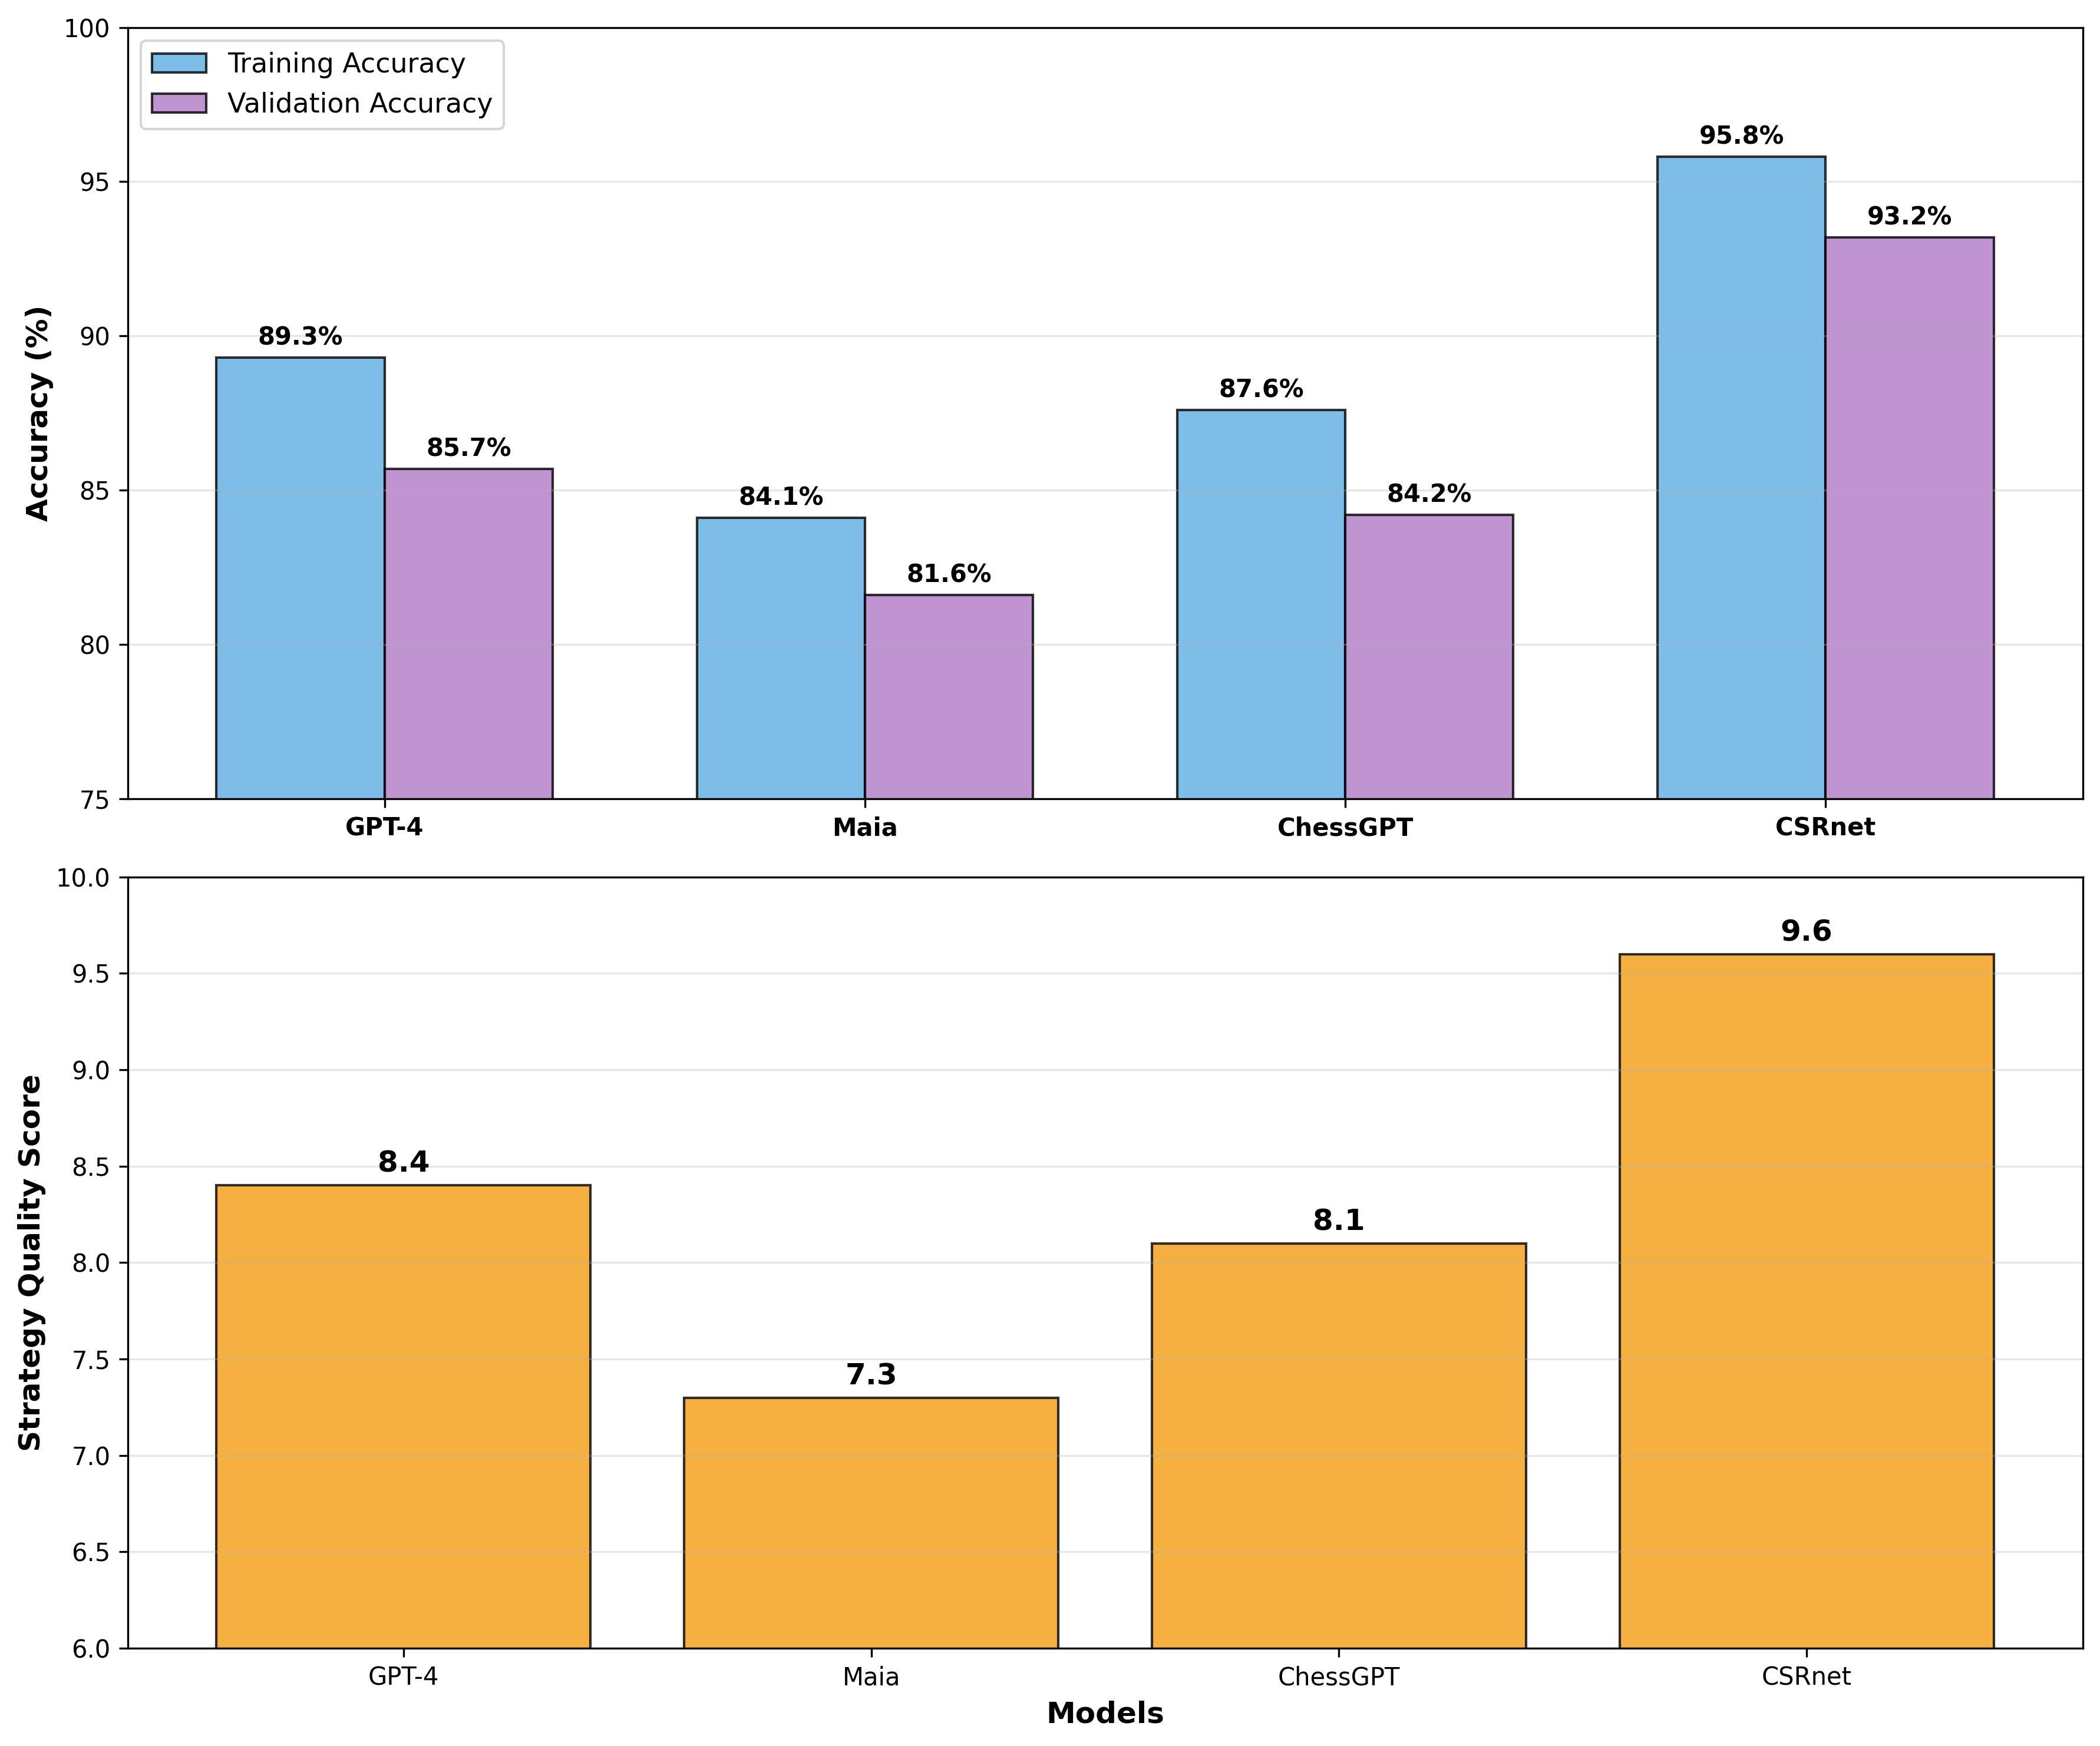 100
Training Accuracy
Validation Accuracy
95.8%
95
93.2%
90
89.3%
87.6%
85.7%
85
84.1%
84.2%
81.6%
80
75
Accuracy (%)
GPT-4
Maia
ChessGPT
CSRnet
10.0
9.6
9.5
9.0
8.5
8.4
8.1
8.0
7.5
7.3
7.0
6.5
6.0
Strategy Quality Score
GPT-4
Maia
ChessGPT
CSRnet
Models